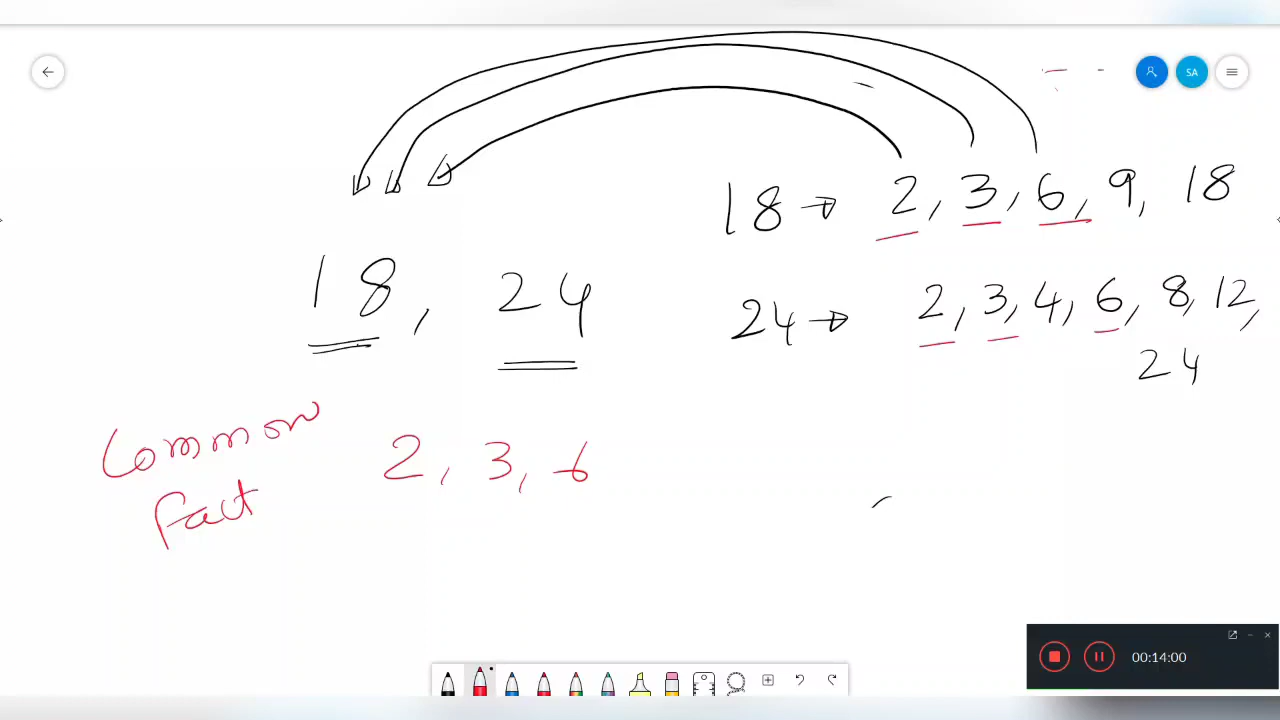 SA
18 → 2, 3, 6, 9, 18
18, 24
24 → 2, 3, 4, 6, 8, 12,
24
Common
fact
2, 3, 6
00:14:00